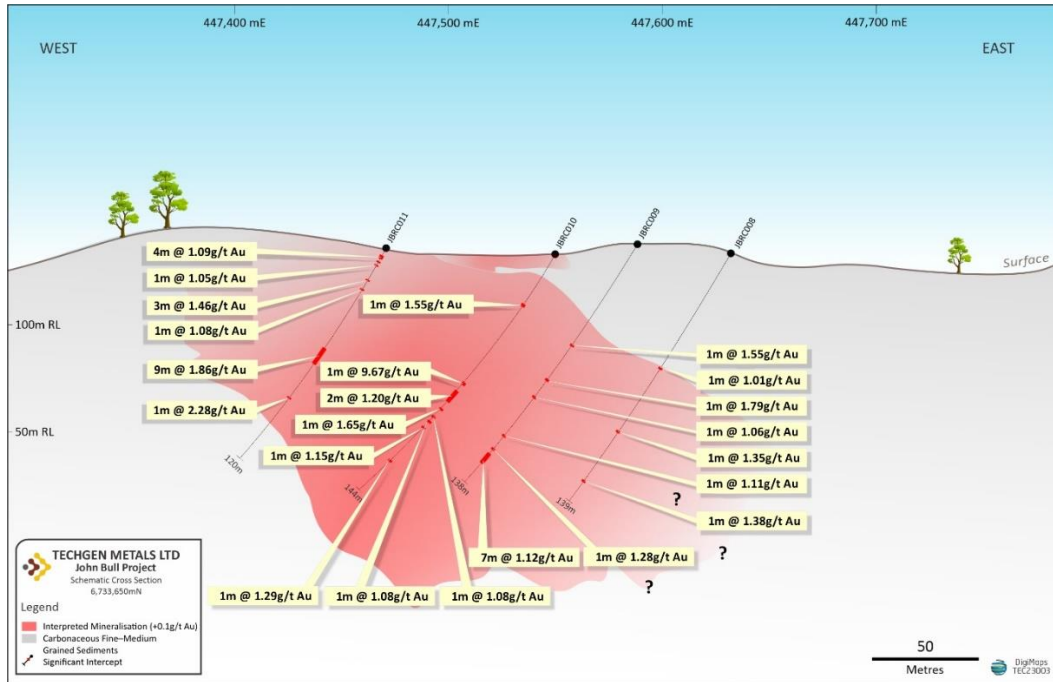 447,400 mE
447,500 mE
447,600 mE
447,700 mE
WEST
EAST
JBRC011
JBRC010
JBRC009
JBRC008
Surface
4m @ 1.09g/t Au
1m @ 1.05g/t Au
3m @ 1.46g/t Au
1m @ 1.08g/t Au
9m @ 1.86g/t Au
1m @ 2.28g/t Au
100m RL
50m RL
1m @ 1.55g/t Au
1m @ 9.67g/t Au
2m @ 1.20g/t Au
1m @ 1.65g/t Au
1m @ 1.15g/t Au
1m @ 1.55g/t Au
1m @ 1.01g/t Au
1m @ 1.79g/t Au
1m @ 1.06g/t Au
1m @ 1.35g/t Au
1m @ 1.11g/t Au
1m @ 1.38g/t Au
120m
144m
138m
139m
?
?
?
7m @ 1.12g/t Au
1m @ 1.28g/t Au
1m @ 1.29g/t Au
1m @ 1.08g/t Au
1m @ 1.08g/t Au
TECHGEN METALS LTD
John Bull Project
Schematic Cross Section
6,733,650mN
Legend
Interpreted Mineralisation (+0.1g/t Au)
Carbonaceous Fine–Medium
Grained Sediments
Significant Intercept
50
Metres
DigiMaps
TEC23003